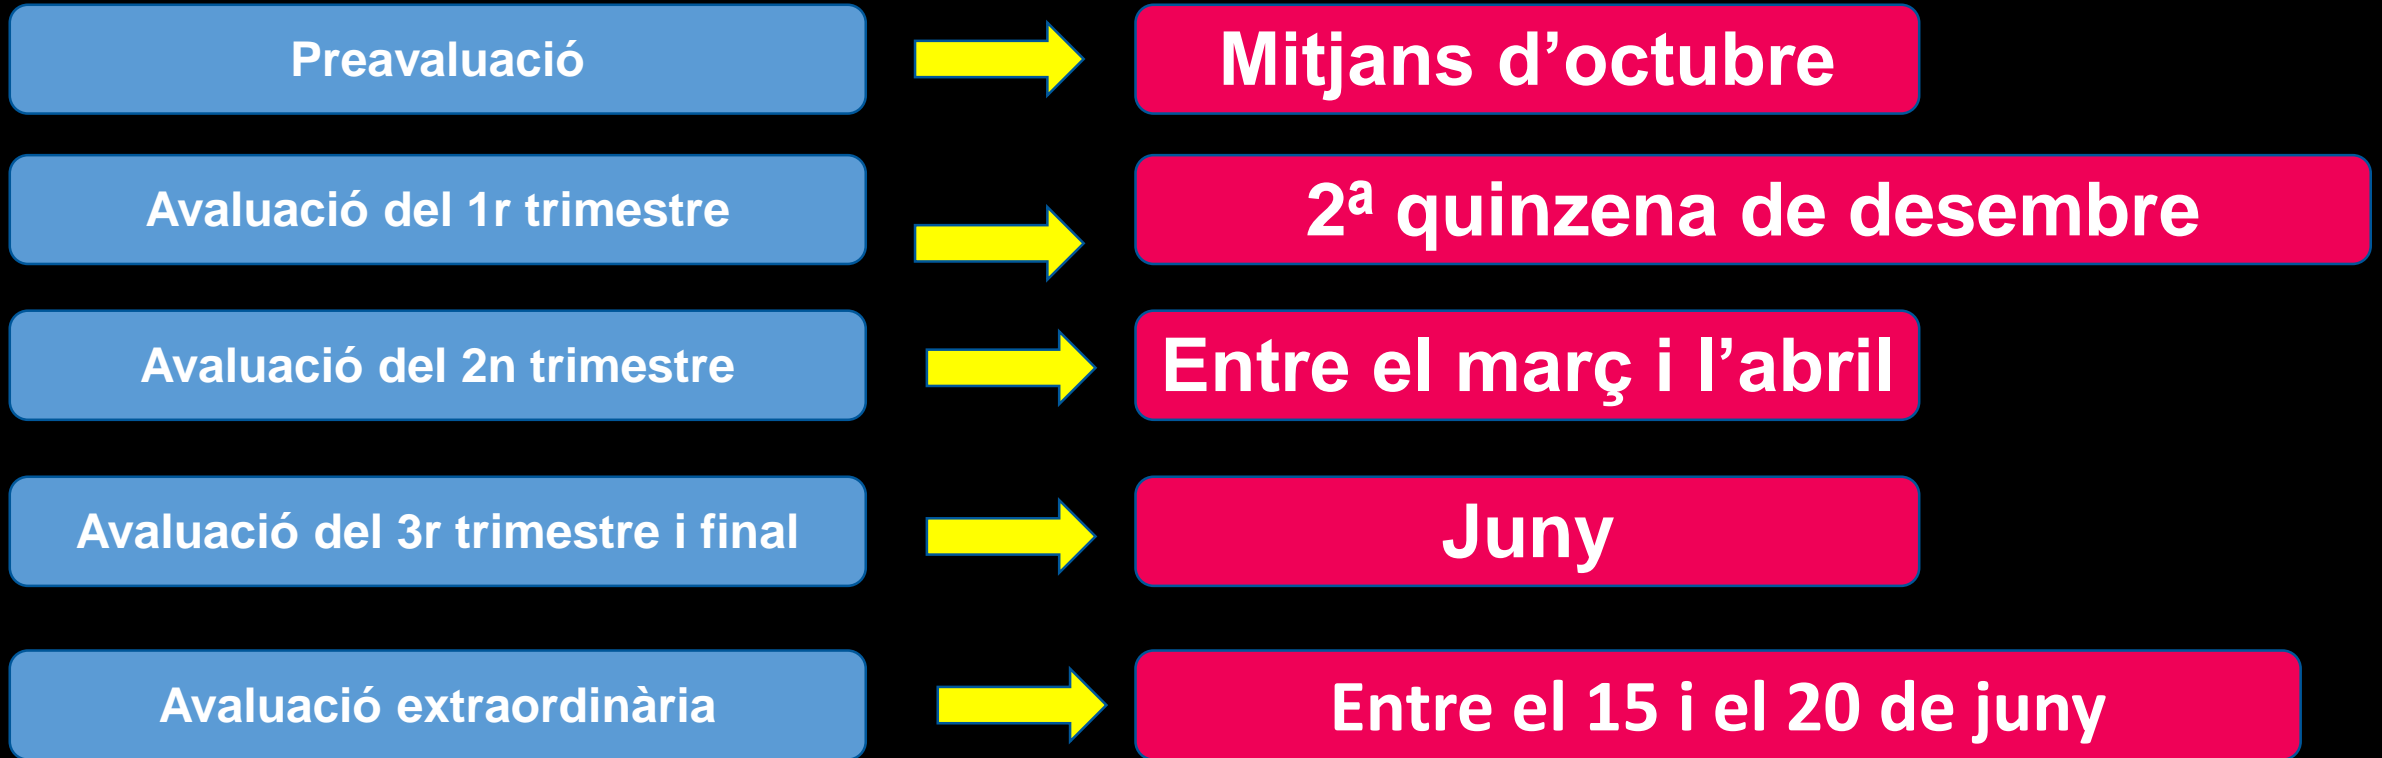 Preavaluació
Mitjans d’octubre
Avaluació del 1r trimestre
2ª quinzena de desembre
Avaluació del 2n trimestre
Entre el març i l’abril
Avaluació del 3r trimestre i final
Juny
Avaluació extraordinària
Entre el 15 i el 20 de juny